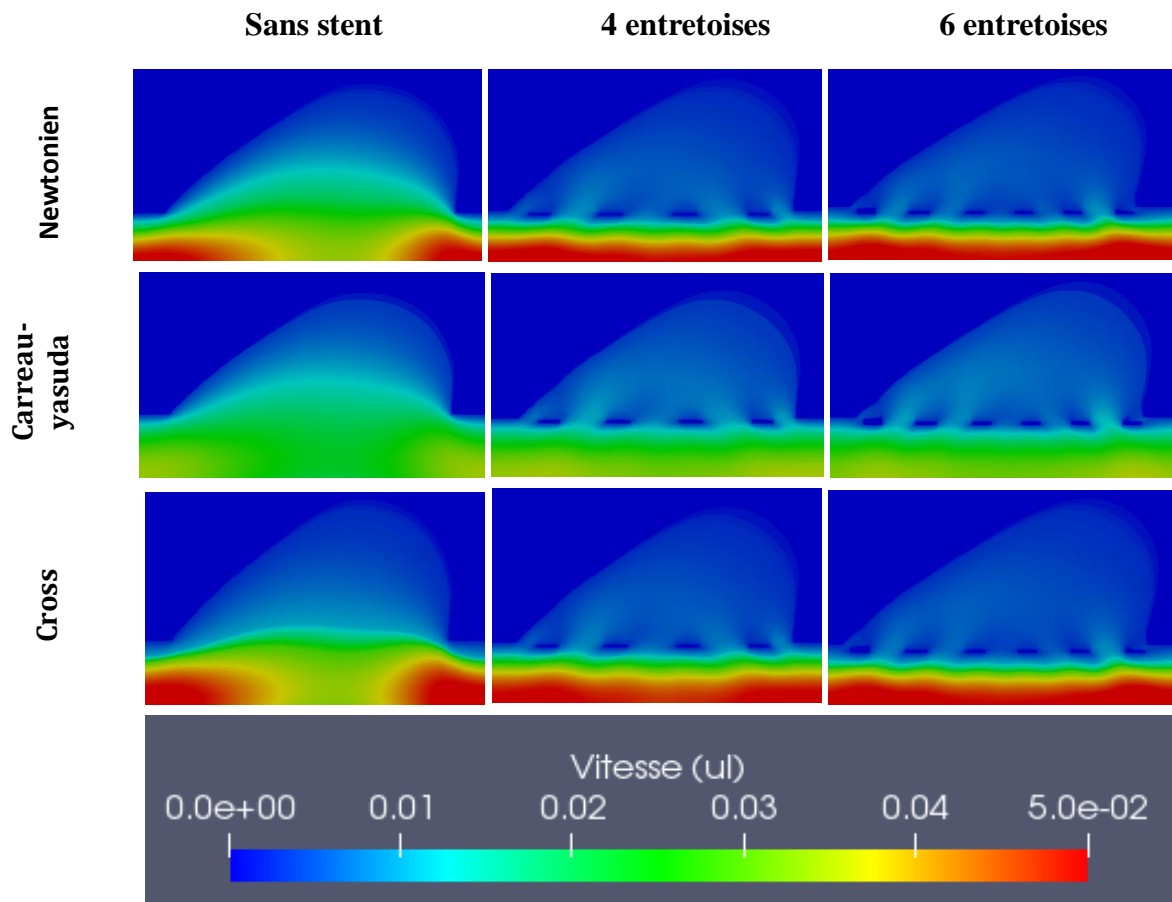 Sans stent
4 entretoises
6 entretoises
Newtonien
Carreau-
yasuda
Cross
Vitesse (ul)
0.0e+00 0.01 0.02 0.03 0.04 5.0e-02